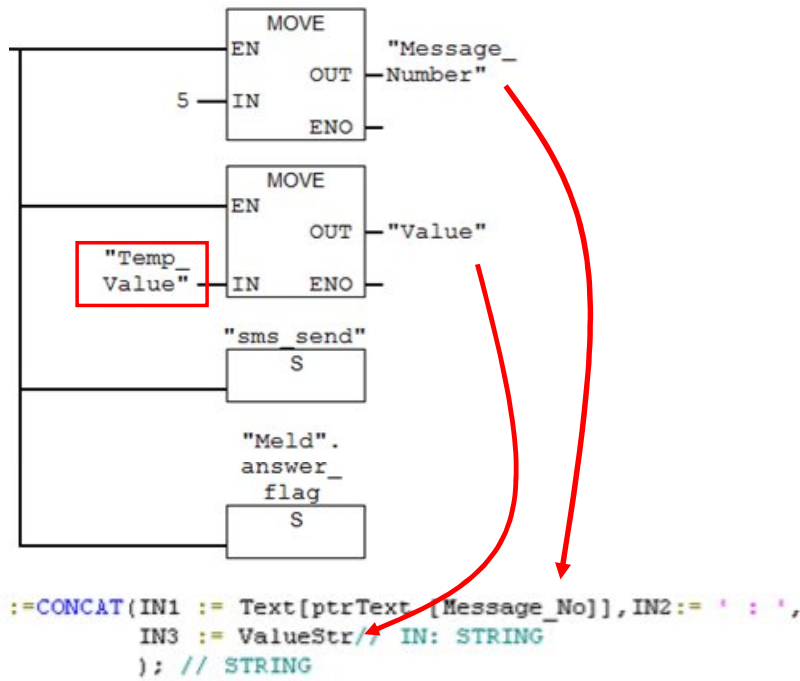 MOVE
EN
"Message_
OUT
Number"
5
IN
ENO
MOVE
EN
OUT
"Value"
"Temp_
Value"
IN
ENO
"sms_send"
S
"Meld".
answer_
flag
S
:=CONCAT(IN1 := Text[ptrText [Message_No]],IN2:= ' : ',
IN3 := ValueStr// IN: STRING
); // STRING